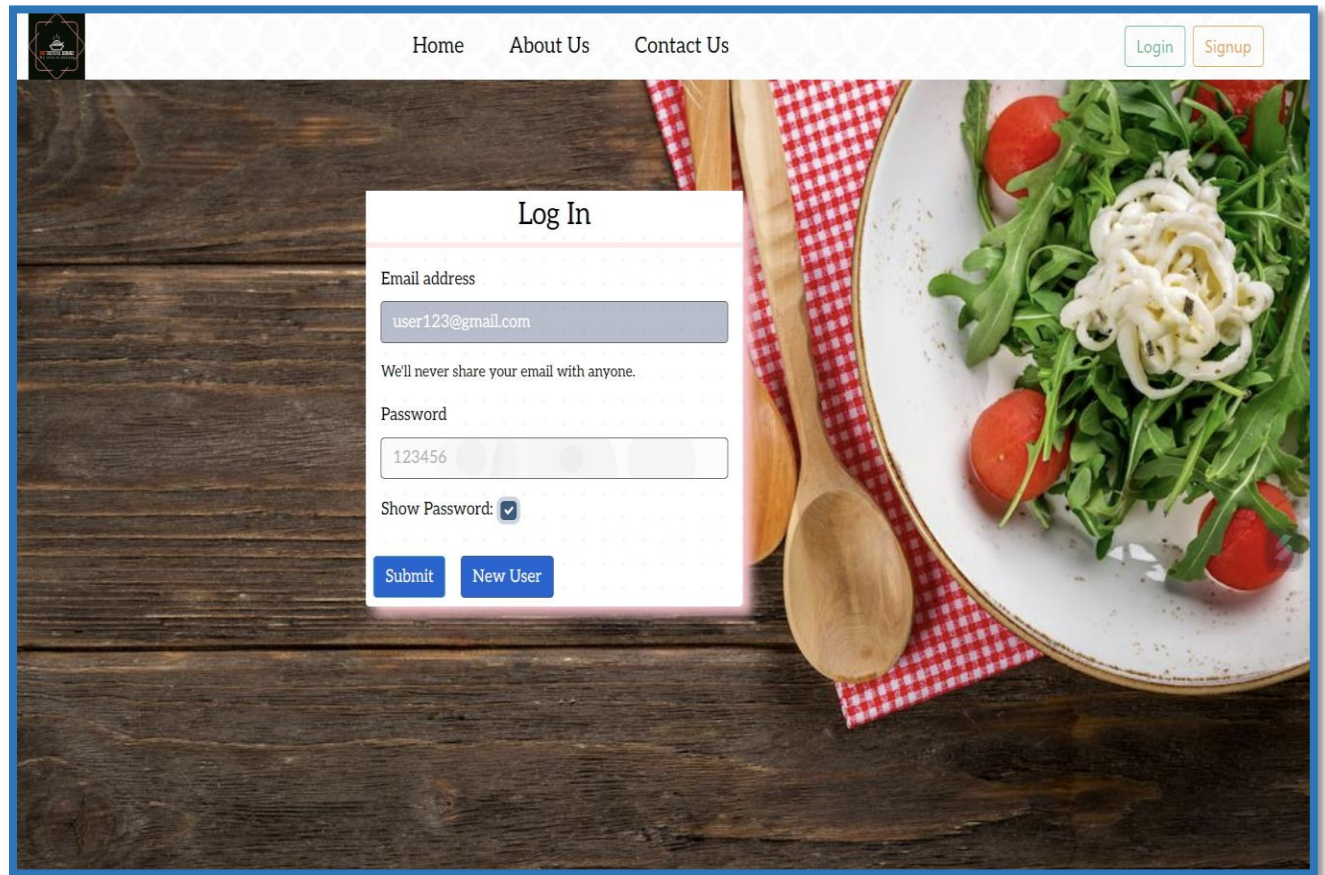 Home About Us Contact Us Login Signup
Log In
Email address
user123@gmail.com
We'll never share your email with anyone.
Password
123456
Show Password:
Submit New User